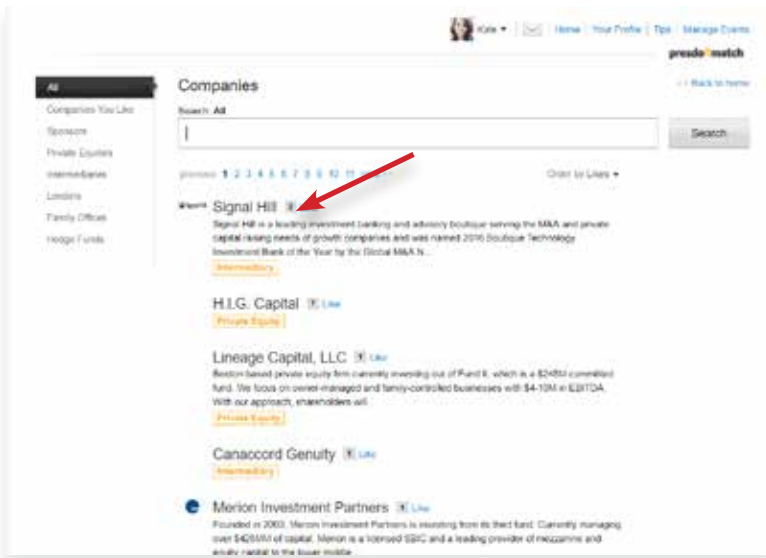 Kate Home Your Profile Tips Manage Events
presdo match
All
Companies
Back to home
Companies You Like
Search All
Sponsors
Search
Private Equities
Intermediaries
previous 1 2 3 4 5 6 7 8 9 10 11
Order by Likes
Lenders
Family Offices
Hedge Funds
Signal Hill
Signal Hill is a leading investment banking and advisory boutique serving the M&A and private
capital raising needs of growth companies and was named 2016 Boutique Technology
Investment Bank of the Year by the Global M&A N...
Intermediary
H.I.G. Capital 1 Like
Private Equity
Lineage Capital, LLC 1 Like
Boston based private equity firm currently investing out of Fund II, which is a committed
fund. We focus on owner-managed and family-controlled businesses with $4-10M in EBITDA.
With our approach, shareholders will
Private Equity
Canaccord Genuity 1 Like
Intermediary
Merion Investment Partners Like
Founded in 2003, Merion Investment Partners is investing from its third fund. Currently managing
over of capital, Merion is a licensed SBIC and a leading provider of mezzanine and
equity capital to the lower middle